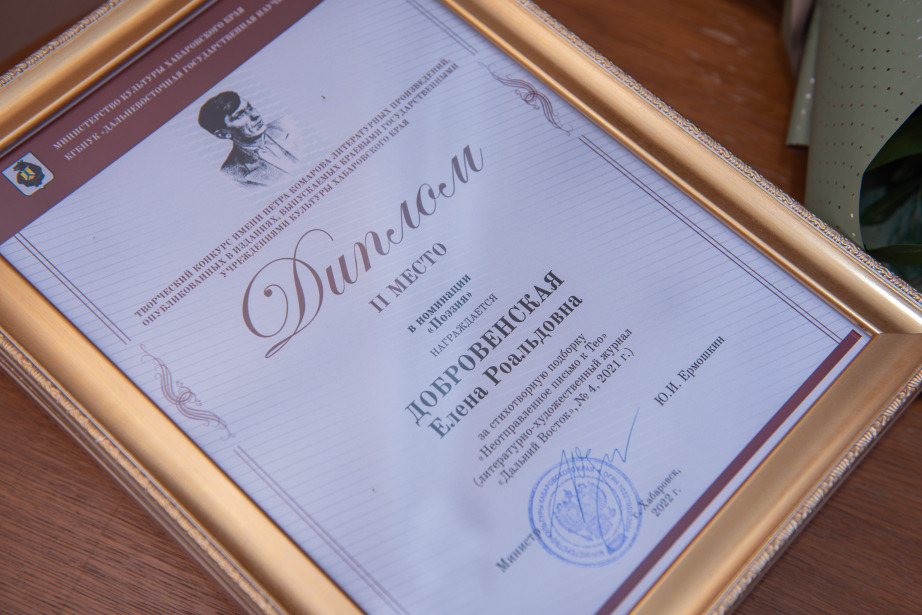 МИНИСТЕРСТВО КУЛЬТУРЫ ХАБАРОВСКОГО КРАЯ
КГБНУК «ДАЛЬНЕВОСТОЧНАЯ ГОСУДАРСТВЕННАЯ НАУЧН
ТВОРЧЕСКИЙ КОНКУРС ИМЕНИ ПЕТРА КОМАРОВА ЛИТЕРАТУРНЫХ ПРОИЗВЕДЕНИЙ,
ОПУБЛИКОВАННЫХ В ИЗДАНИЯХ, ВЫПУСКАЕМЫХ КРАЕВЫМИ ГОСУДАРСТВЕННЫМИ
УЧРЕЖДЕНИЯМИ КУЛЬТУРЫ ХАБАРОВСКОГО КРАЯ
Диплом
II МЕСТО
в номинации
«Поэзия»
НАГРАЖДАЕТСЯ
ДОБРОВЕНСКАЯ
Елена Роальдовна
за стихотворную подборку
«Неотправленное письмо к Тео»
(литературно-художественный журнал
«Дальний Восток», № 4, 2021 г.)
Министр Ю.И. Ермошкин
г. Хабаровск,
2022 г.